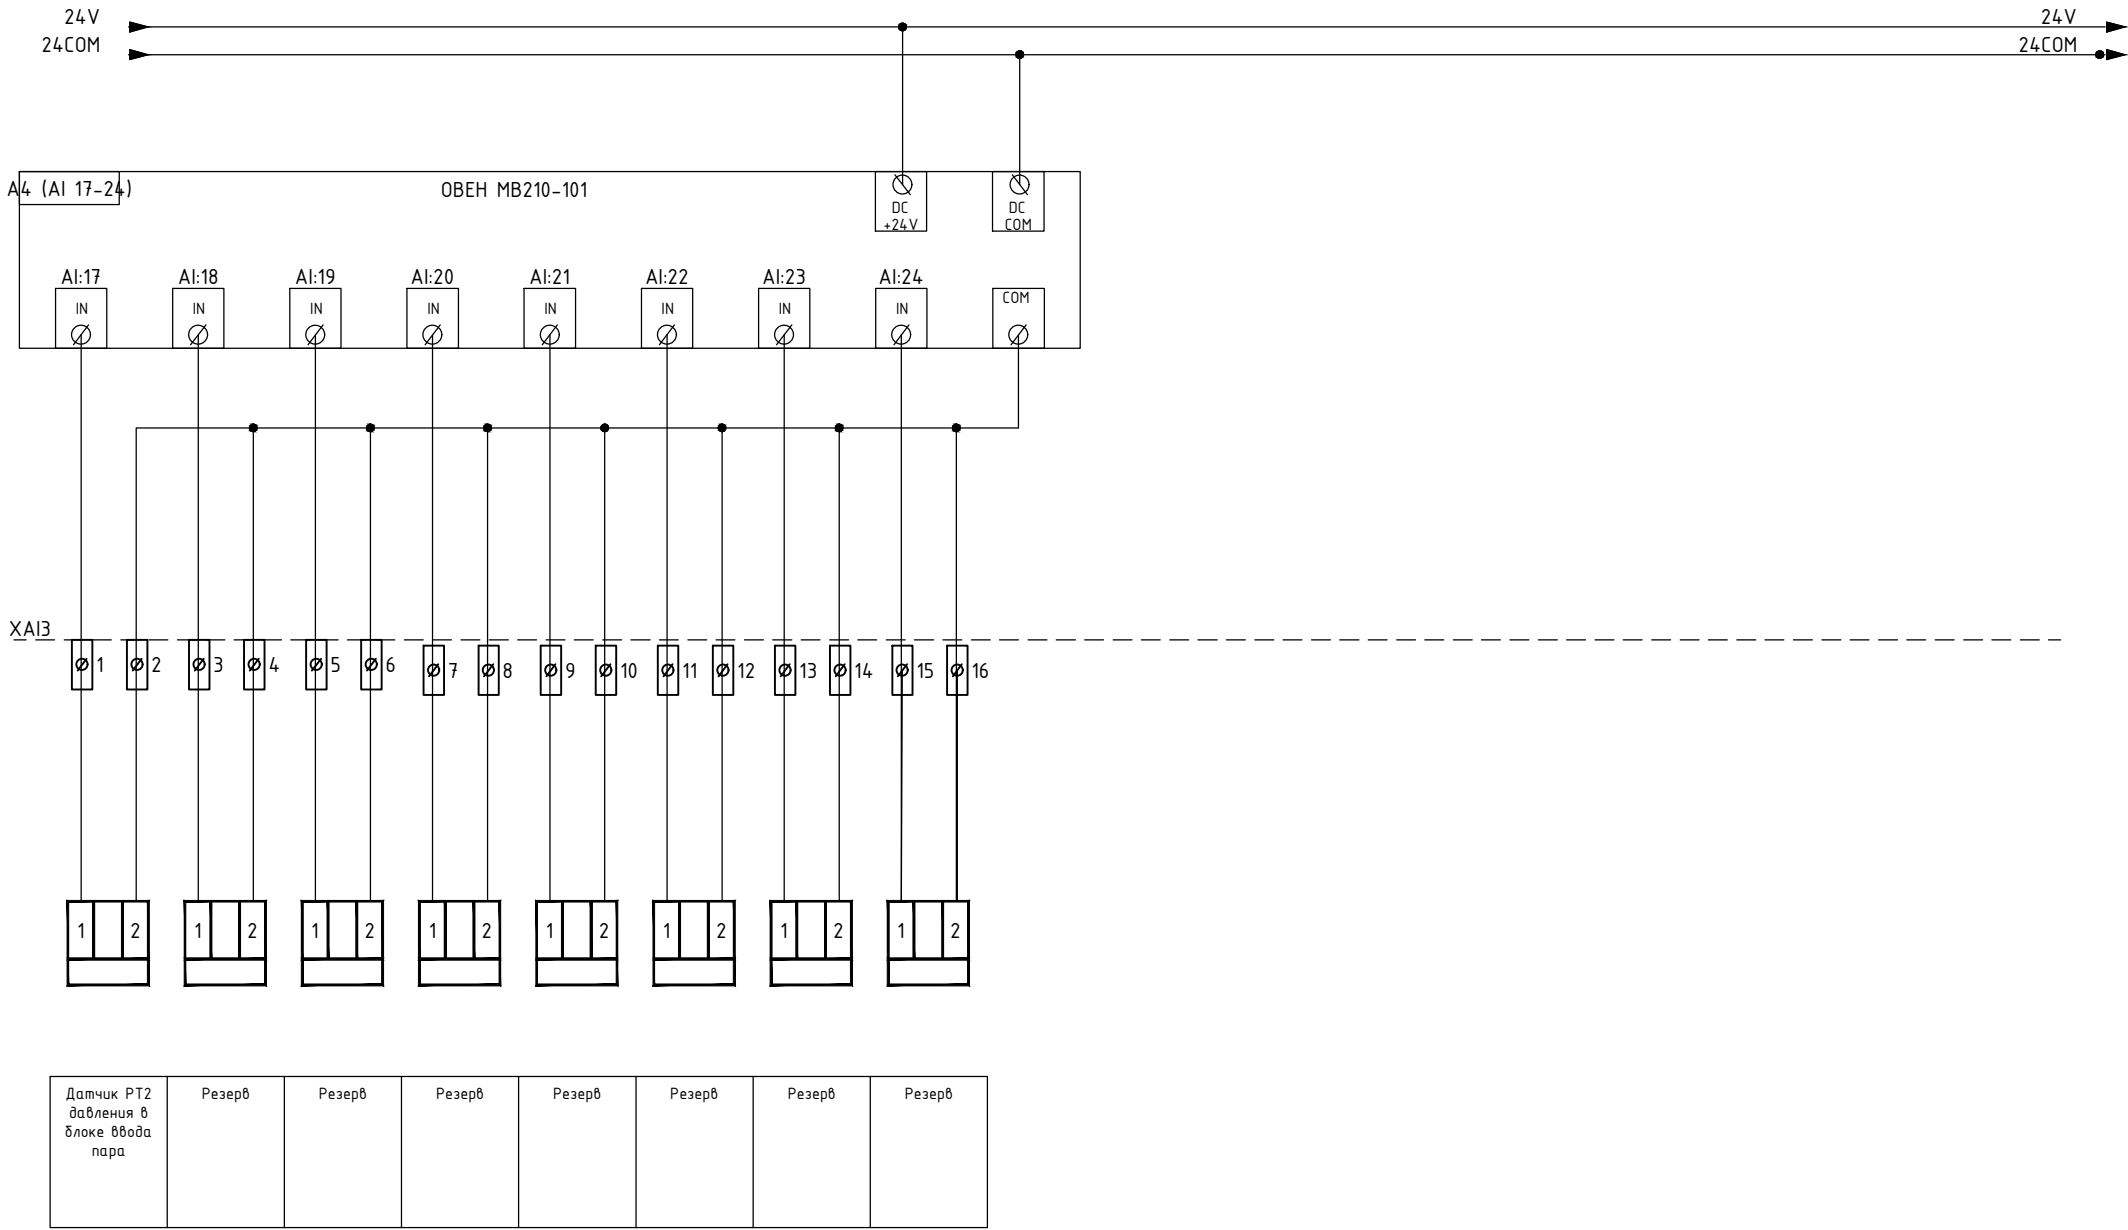 24V 24V
24COM 24COM
A4 (AI 17-24) ОВЕН МВ210-101
DC DC
+24V COM
AI:17 AI:18 AI:19 AI:20 AI:21 AI:22 AI:23 AI:24
IN IN IN IN IN IN IN IN COM
XAI3
1 2 3 4 5 6 7 8 9 10 11 12 13 14 15 16
1 2 1 2 1 2 1 2 1 2 1 2 1 2 1 2
Датчик PT2 Резерв Резерв Резерв Резерв Резерв Резерв Резерв
давления в
блоке ввода
пара